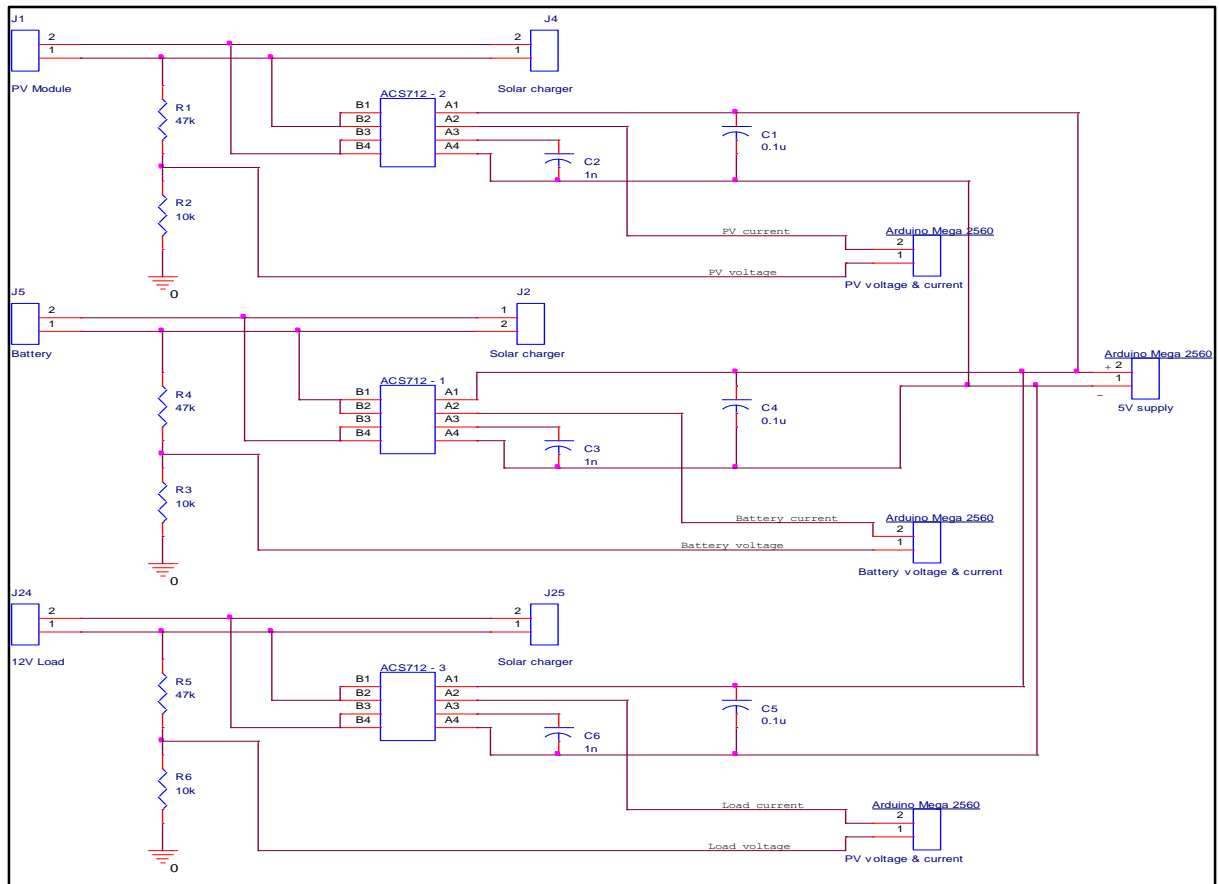 J1
J4
2
1
2
1
PV Module
Solar charger
ACS712 - 2
B1
B2
B3
B4
A1
A2
A3
A4
R1
47k
C1
0.1u
C2
1n
R2
10k
PV current
Arduino Mega 2560
2
1
PV voltage
PV voltage & current
0
J5
J2
2
1
1
2
Battery
Solar charger
Arduino Mega 2560
+ 2
1
–
5V supply
ACS712 - 1
B1
B2
B3
B4
A1
A2
A3
A4
R4
47k
C4
0.1u
C3
1n
R3
10k
Battery current
Arduino Mega 2560
2
1
Battery voltage
Battery voltage & current
0
J24
J25
2
1
2
1
12V Load
Solar charger
ACS712 - 3
B1
B2
B3
B4
A1
A2
A3
A4
R5
47k
C5
0.1u
C6
1n
R6
10k
Load current
Arduino Mega 2560
2
1
Load voltage
PV voltage & current
0